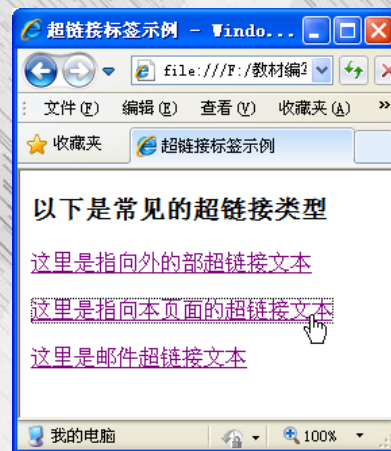 超链接标签示例 - Windo...
file:///F:/教材编
文件(F) 编辑(E) 查看(V) 收藏夹(A) »
收藏夹 超链接标签示例
以下是常见的超链接类型
这里是指向外的部超链接文本
这里是指向本页面的超链接文本
这里是邮件超链接文本
我的电脑 100%